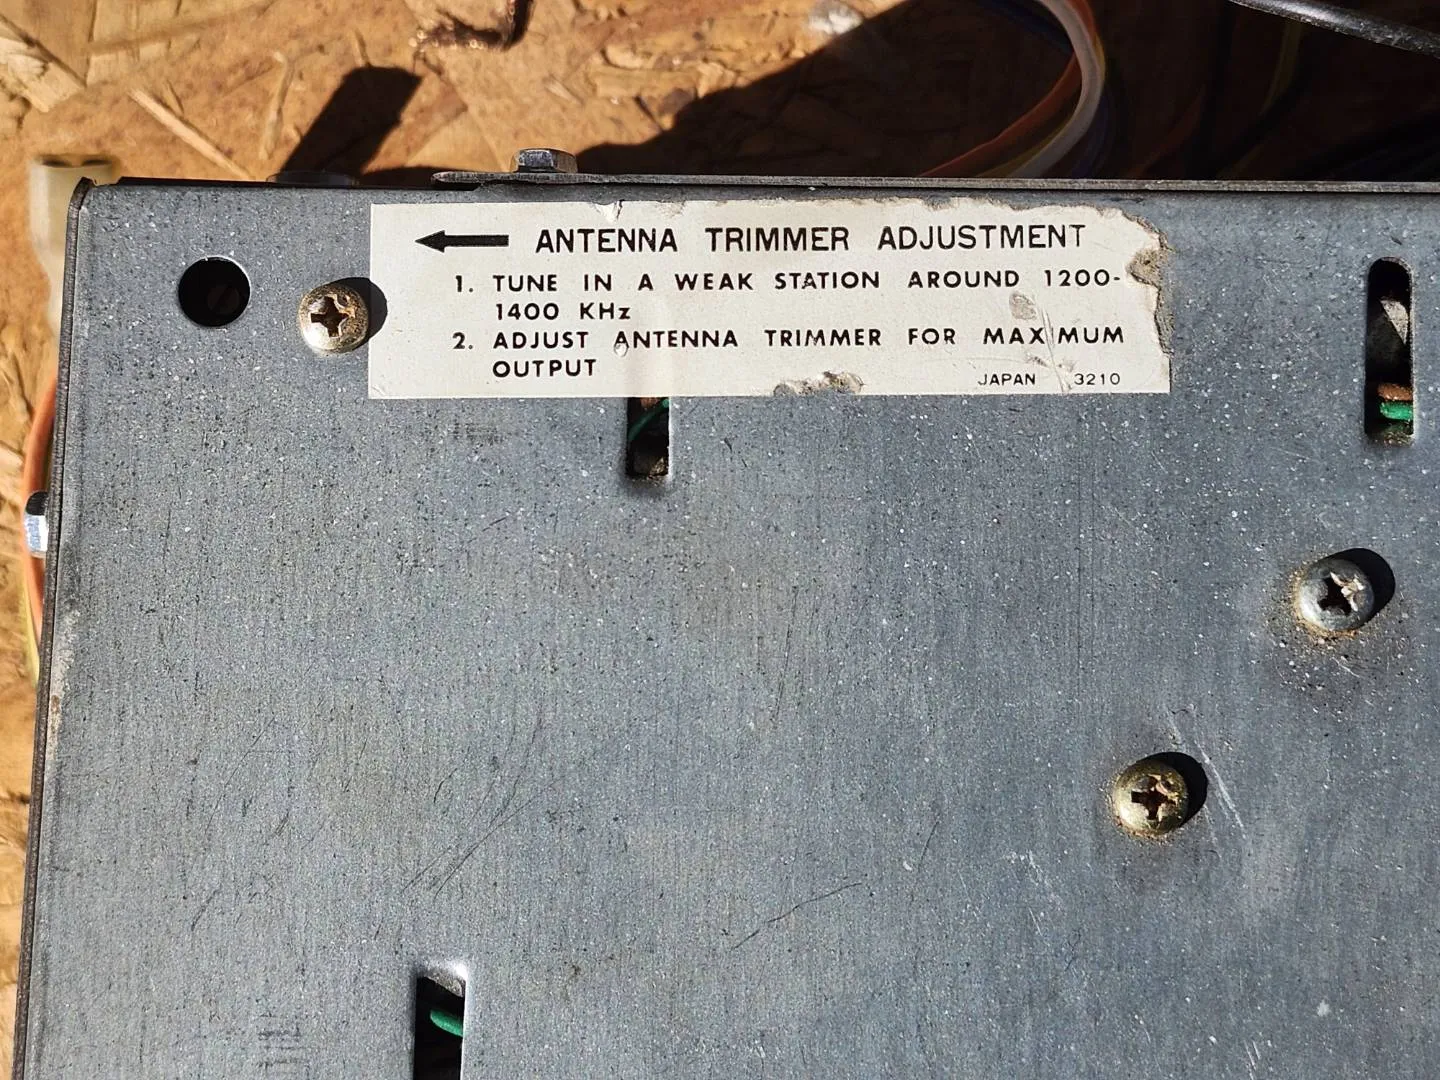 ANTENNA TRIMMER ADJUSTMENT
1. TUNE IN A WEAK STATION AROUND 1200-
1400 KHz
2. ADJUST ANTENNA TRIMMER FOR MAXIMUM
OUTPUT
JAPAN 3210